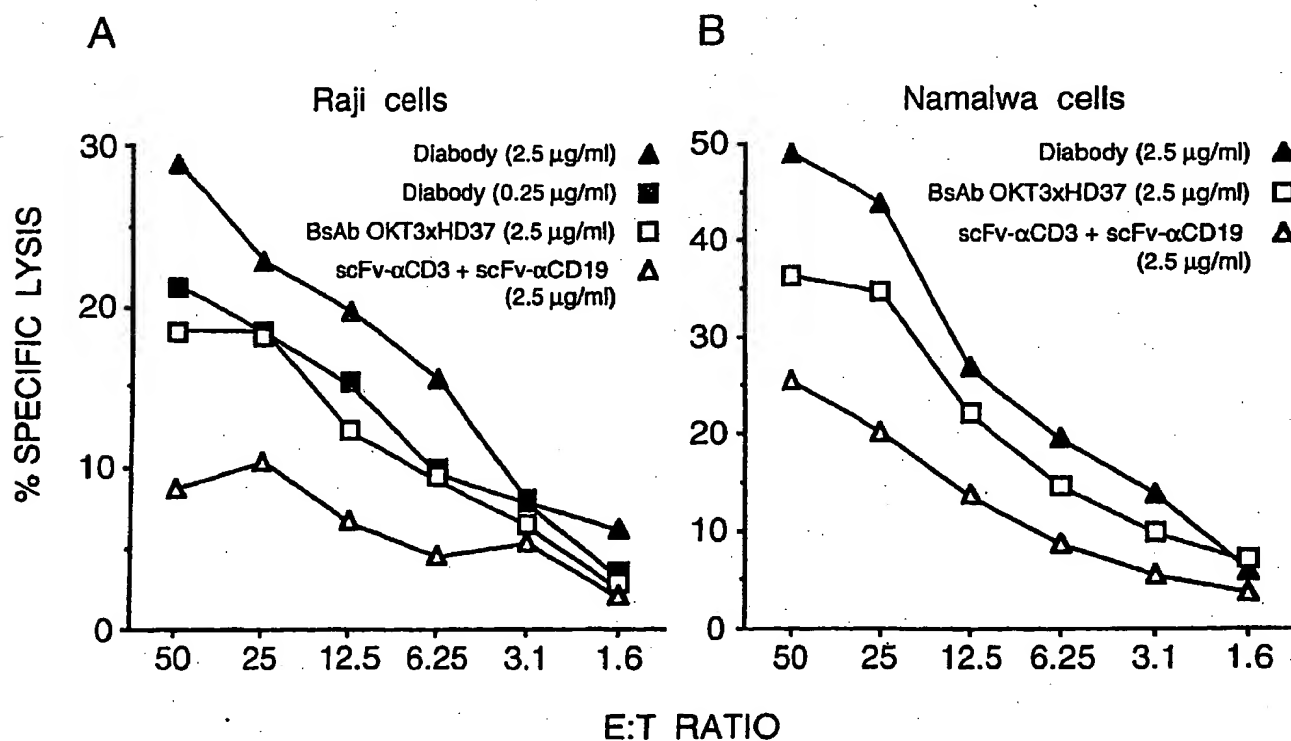 A
Raji cells
30
20
10
0
Diabody (2.5 μg/ml)
Diabody (0.25 μg/ml)
BsAb OKT3xHD37 (2.5 μg/ml)
scFv-αCD3 + scFv-αCD19
(2.5 μg/ml)
50 25 12.5 6.25 3.1 1.6
% SPECIFIC LYSIS
B
Namalwa cells
50
40
30
20
10
0
Diabody (2.5 μg/ml)
BsAb OKT3xHD37 (2.5 μg/ml)
scFv-αCD3 + scFv-αCD19
(2.5 μg/ml)
50 25 12.5 6.25 3.1 1.6
E:T RATIO